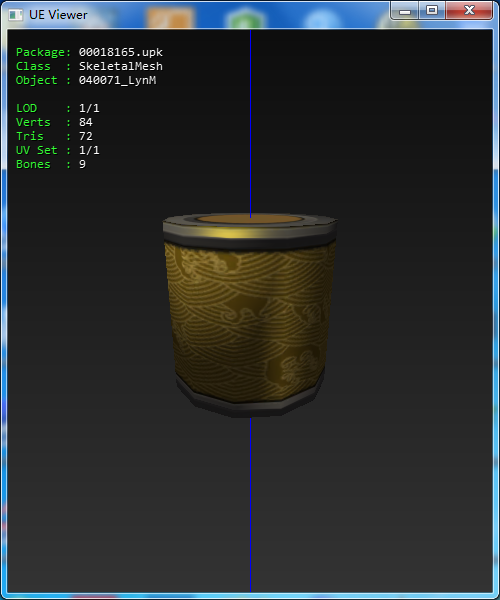 UE Viewer
Package: 00018165.upk
Class  : SkeletalMesh
Object : 040071_LynM
LOD    : 1/1
Verts  : 84
Tris   : 72
UV Set : 1/1
Bones  : 9